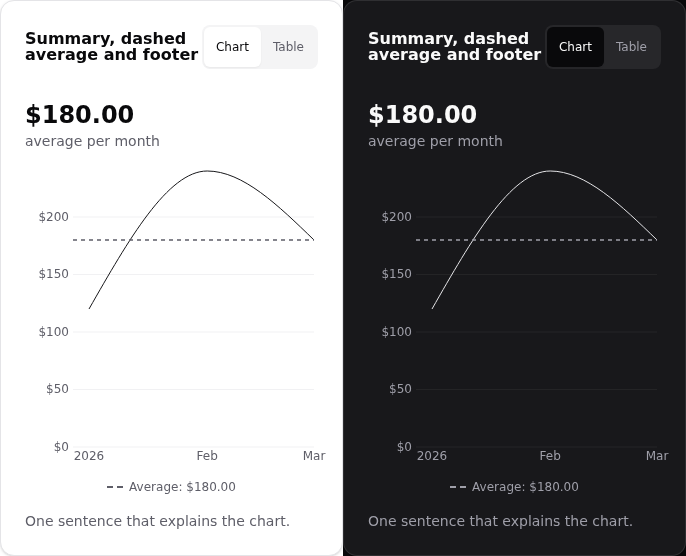 Summary, dashed
average and footer
Chart
Table
$180.00
average per month
$200
$150
$100
$50
$0
2026
Feb
Mar
Average: $180.00
One sentence that explains the chart.
Summary, dashed
average and footer
Chart
Table
$180.00
average per month
$200
$150
$100
$50
$0
2026
Feb
Mar
Average: $180.00
One sentence that explains the chart.